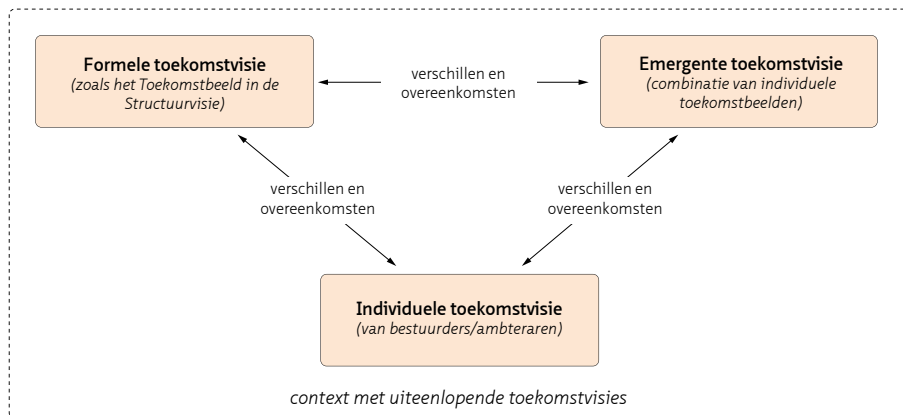 Formele toekomstvisie
(zoals het Toekomstbeeld in de
Structuurvisie)
verschillen en
overeenkomsten
Emergente toekomstvisie
(combinatie van individuele
toekomstbeelden)
verschillen en
overeenkomsten
verschillen en
overeenkomsten
Individuele toekomstvisie
(van bestuurders/ambteraren)
context met uiteenlopende toekomstvisies